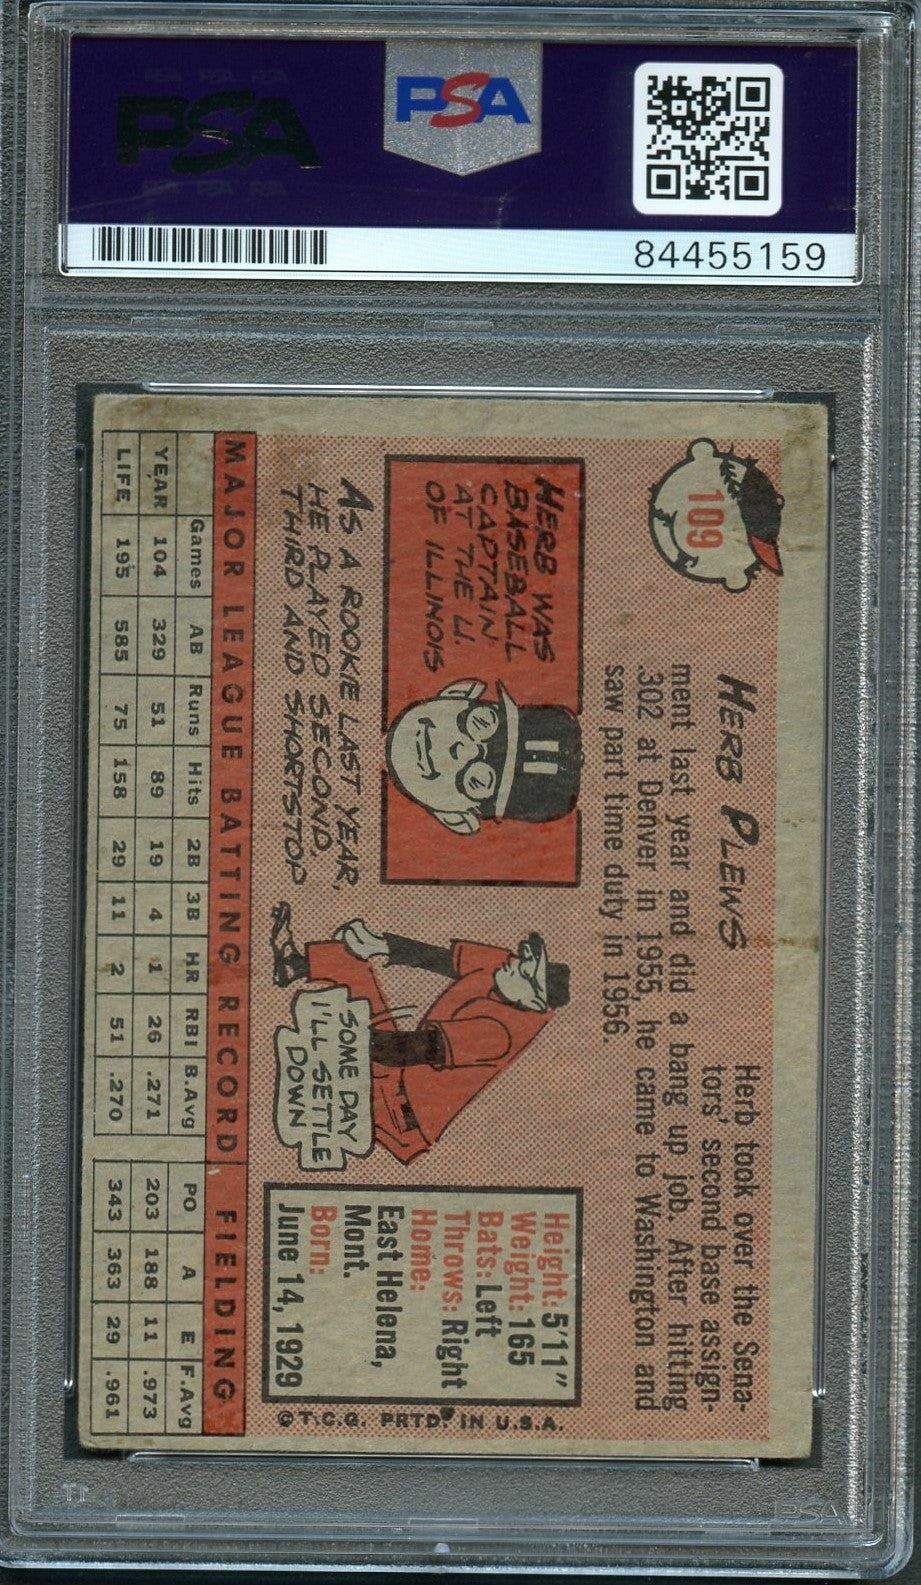 PSA
PSA
84455159
109
HERB PLEWS
Herb took over the Sena-
tors' second base assign-
ment last year and did a bang up job. After hitting
.302 at Denver in 1955, he came to Washington and
saw part time duty in 1956.
HERB WAS
BASEBALL
CAPTAIN
AT THE U.
OF ILLINOIS
AS A ROOKIE LAST YEAR,
HE PLAYED SECOND,
THIRD AND SHORTSTOP
SOME DAY
I'LL SETTLE
DOWN
Height: 5'11"
Weight: 165
Bats: Left
Throws: Right
Home:
East Helena,
Mont.
Born:
June 14, 1929
©T.C.G. PRTD. IN U.S.A.
MAJOR LEAGUE BATTING RECORD FIELDING
Games AB Runs Hits 2B 3B HR RBI B.Avg PO A E F.Avg
YEAR 104 329 51 89 19 4 1 26 .271 203 188 11 .973
LIFE 195 585 75 158 29 11 2 51 .270 343 363 29 .961
PSA